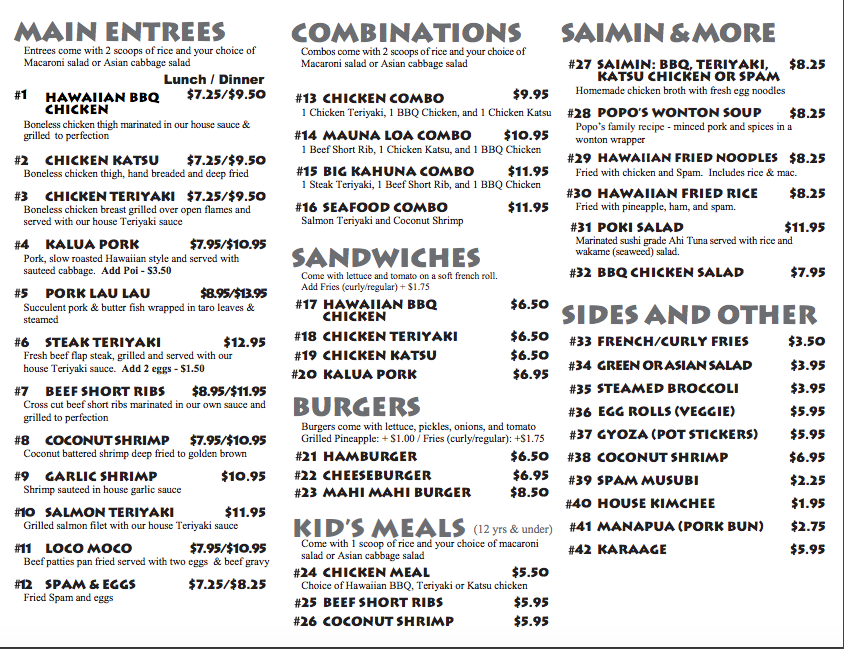 MAIN ENTREES
Entrees come with 2 scoops of rice and your choice of
Macaroni salad or Asian cabbage salad
Lunch / Dinner
#1 HAWAIIAN BBQ $7.25/$9.50
CHICKEN
Boneless chicken thigh marinated in our house sauce &
grilled to perfection
#2 CHICKEN KATSU $7.25/$9.50
Boneless chicken thigh, hand breaded and deep fried
#3 CHICKEN TERIYAKI $7.25/$9.50
Boneless chicken breast grilled over open flames and
served with our house Teriyaki sauce
#4 KALUA PORK $7.95/$10.95
Pork, slow roasted Hawaiian style and served with
sauteed cabbage. Add Poi - $3.50
#5 PORK LAU LAU $8.95/$13.95
Succulent pork & butter fish wrapped in taro leaves &
steamed
#6 STEAK TERIYAKI $12.95
Fresh beef flap steak, grilled and served with our
house Teriyaki sauce. Add 2 eggs - $1.50
#7 BEEF SHORT RIBS $8.95/$11.95
Cross cut beef short ribs marinated in our own sauce and
grilled to perfection
#8 COCONUT SHRIMP $7.95/$10.95
Coconut battered shrimp deep fried to golden brown
#9 GARLIC SHRIMP $10.95
Shrimp sauteed in house garlic sauce
#10 SALMON TERIYAKI $11.95
Grilled salmon filet with our house Teriyaki sauce
#11 LOCO MOCO $7.95/$10.95
Beef patties pan fried served with two eggs & beef gravy
#12 SPAM & EGGS $7.25/$8.25
Fried Spam and eggs
COMBINATIONS
Combos come with 2 scoops of rice and your choice of
Macaroni salad or Asian cabbage salad
#13 CHICKEN COMBO $9.95
1 Chicken Teriyaki, 1 BBQ Chicken, and 1 Chicken Katsu
#14 MAUNA LOA COMBO $10.95
1 Beef Short Rib, 1 Chicken Katsu, and 1 BBQ Chicken
#15 BIG KAHUNA COMBO $11.95
1 Steak Teriyaki, 1 Beef Short Rib, and 1 BBQ Chicken
#16 SEAFOOD COMBO $11.95
Salmon Teriyaki and Coconut Shrimp
SANDWICHES
Come with lettuce and tomato on a soft french roll.
Add Fries (curly/regular) + $1.75
#17 HAWAIIAN BBQ $6.50
CHICKEN
#18 CHICKEN TERIYAKI $6.50
#19 CHICKEN KATSU $6.50
#20 KALUA PORK $6.95
BURGERS
Burgers come with lettuce, pickles, onions, and tomato
Grilled Pineapple: + $1.00 / Fries (curly/regular): +$1.75
#21 HAMBURGER $6.50
#22 CHEESEBURGER $6.95
#23 MAHI MAHI BURGER $8.50
KID'S MEALS (12 yrs & under)
Come with 1 scoop of rice and your choice of macaroni
salad or Asian cabbage salad
#24 CHICKEN MEAL $5.50
Choice of Hawaiian BBQ, Teriyaki or Katsu chicken
#25 BEEF SHORT RIBS $5.95
#26 COCONUT SHRIMP $5.95
SAIMIN & MORE
#27 SAIMIN: BBQ, TERIYAKI, $8.25
KATSU CHICKEN OR SPAM
Homemade chicken broth with fresh egg noodles
#28 POPO'S WONTON SOUP $8.25
Popo's family recipe - minced pork and spices in a
wonton wrapper
#29 HAWAIIAN FRIED NOODLES $8.25
Fried with chicken and Spam. Includes rice & mac.
#30 HAWAIIAN FRIED RICE $8.25
Fried with pineapple, ham, and spam.
#31 POKI SALAD $11.95
Marinated sushi grade Ahi Tuna served with rice and
wakame (seaweed) salad.
#32 BBQ CHICKEN SALAD $7.95
SIDES AND OTHER
#33 FRENCH/CURLY FRIES $3.50
#34 GREEN OR ASIAN SALAD $3.95
#35 STEAMED BROCCOLI $3.95
#36 EGG ROLLS (VEGGIE) $5.95
#37 GYOZA (POT STICKERS) $5.95
#38 COCONUT SHRIMP $6.95
#39 SPAM MUSUBI $2.25
#40 HOUSE KIMCHEE $1.95
#41 MANAPUA (PORK BUN) $2.75
#42 KARAAGE $5.95